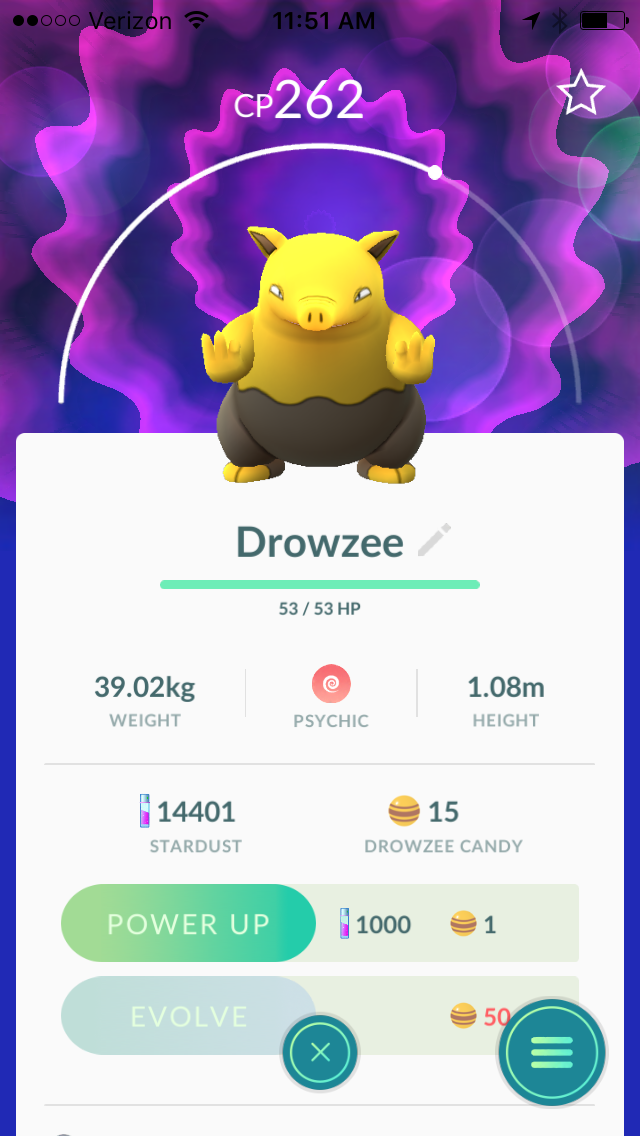 Verizon 11:51 AM
CP262
Drowzee
53 / 53 HP
39.02kg
WEIGHT
PSYCHIC
1.08m
HEIGHT
14401
STARDUST
15
DROWZEE CANDY
POWER UP 1000 1
EVOLVE 50